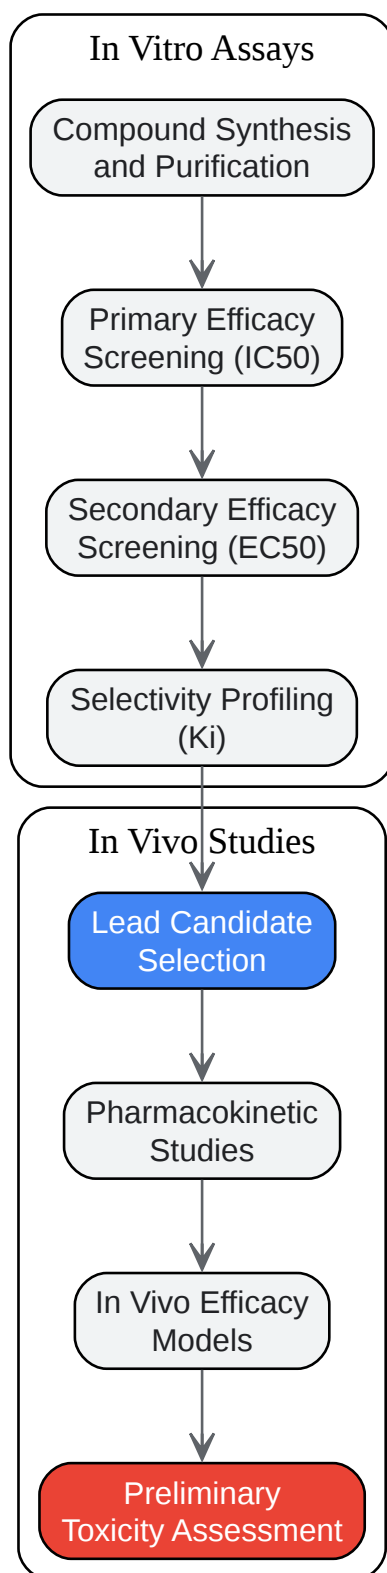 In Vitro Assays
Compound Synthesis
and Purification
Primary Efficacy
Screening (IC50)
Secondary Efficacy
Screening (EC50)
Selectivity Profiling
(Ki)
In Vivo Studies
Lead Candidate
Selection
Pharmacokinetic
Studies
In Vivo Efficacy
Models
Preliminary
Toxicity Assessment